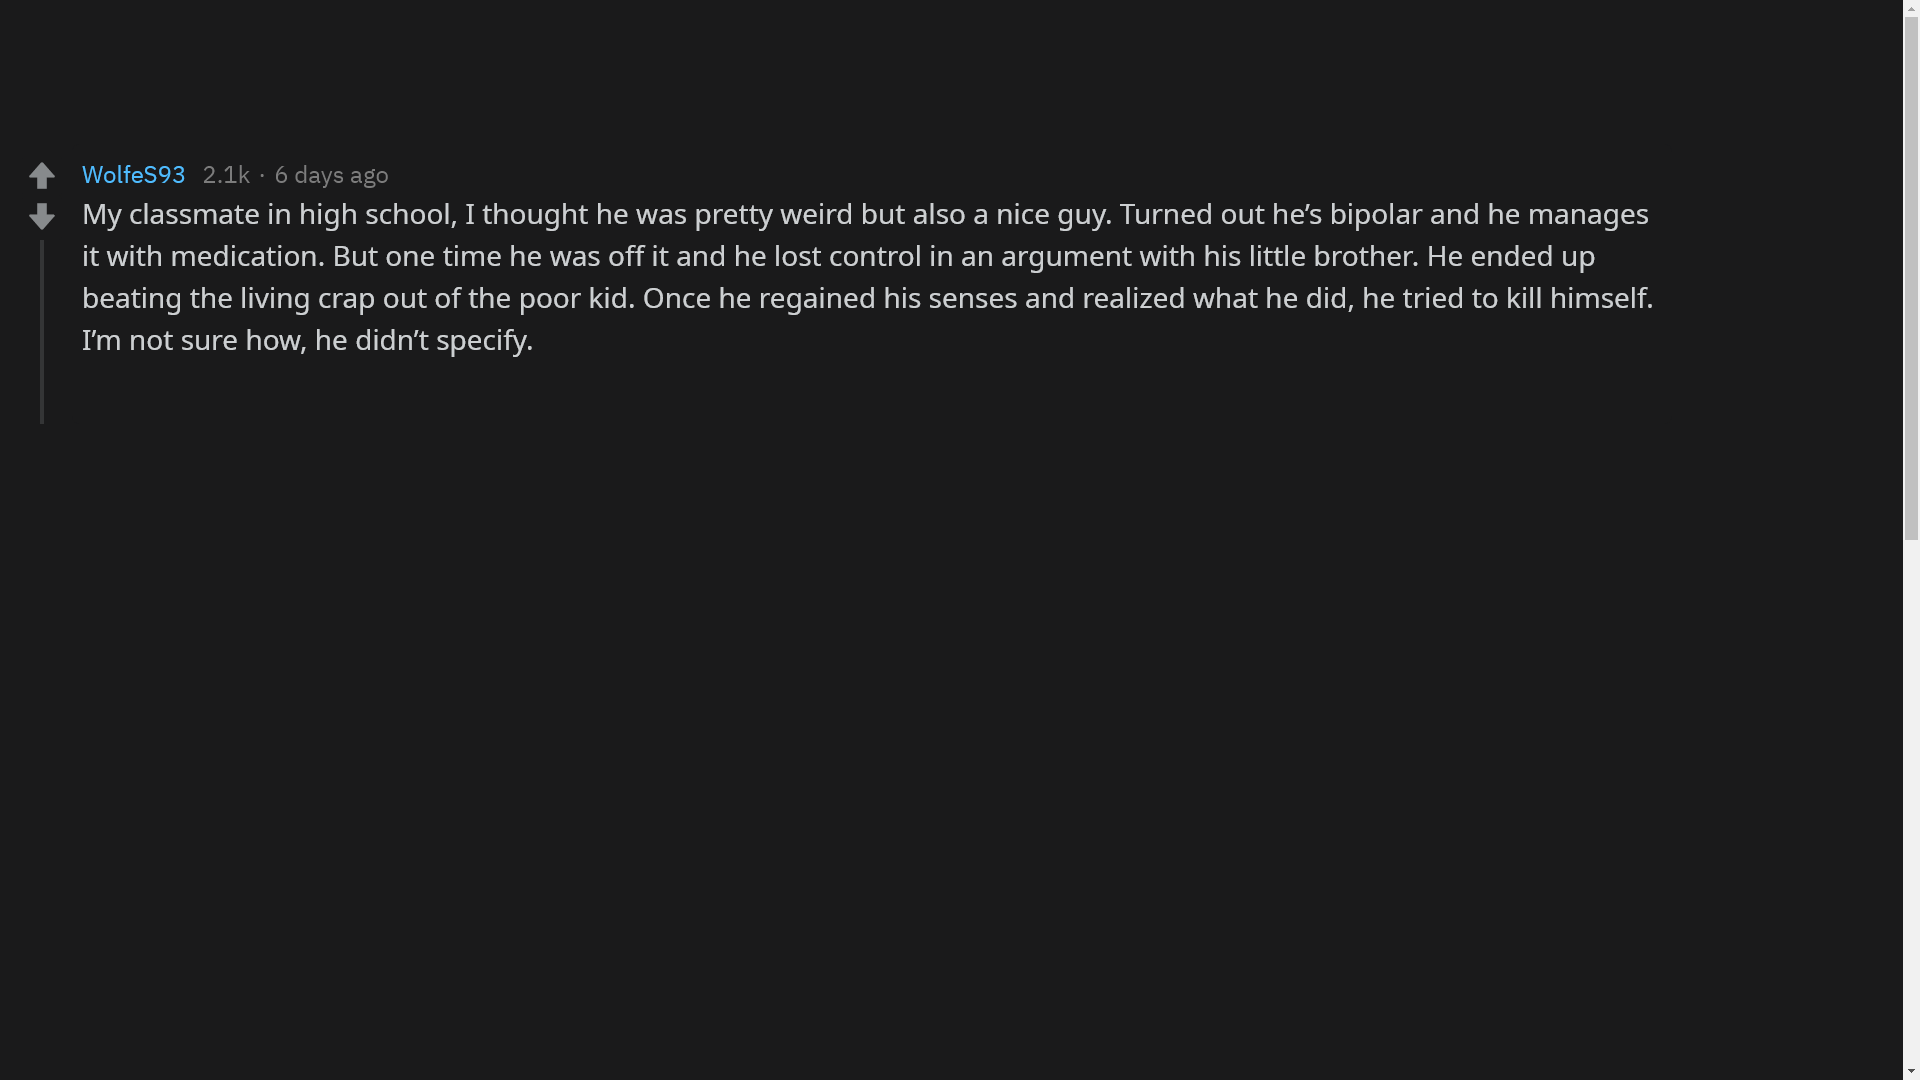 WolfeS93 2.1k · 6 days ago
My classmate in high school, I thought he was pretty weird but also a nice guy. Turned out he’s bipolar and he manages
it with medication. But one time he was off it and he lost control in an argument with his little brother. He ended up
beating the living crap out of the poor kid. Once he regained his senses and realized what he did, he tried to kill himself.
I’m not sure how, he didn’t specify.